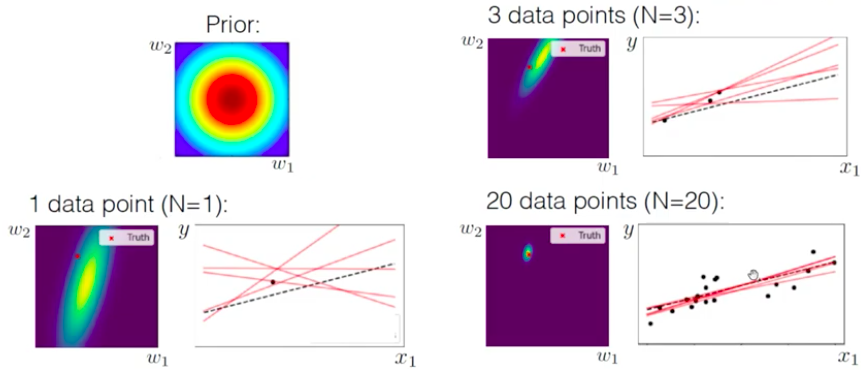 Prior:
w₂
w₁
3 data points (N=3):
w₂
Truth
w₁
y
x₁
1 data point (N=1):
w₂
Truth
w₁
y
x₁
20 data points (N=20):
w₂
Truth
w₁
y
x₁